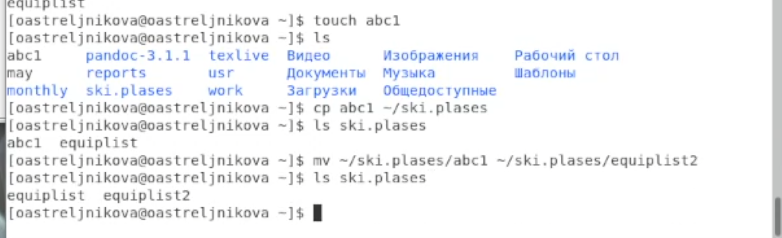 equiplist
[oastreljnikova@oastreljnikova ~]$ touch abc1
[oastreljnikova@oastreljnikova ~]$ ls
abc1 pandoc-3.1.1 texlive Видео Изображения Рабочий стол
may reports usr Документы Музыка Шаблоны
monthly ski.plases work Загрузки Общедоступные
[oastreljnikova@oastreljnikova ~]$ cp abc1 ~/ski.plases
[oastreljnikova@oastreljnikova ~]$ ls ski.plases
abc1 equiplist
[oastreljnikova@oastreljnikova ~]$ mv ~/ski.plases/abc1 ~/ski.plases/equiplist2
[oastreljnikova@oastreljnikova ~]$ ls ski.plases
equiplist equiplist2
[oastreljnikova@oastreljnikova ~]$